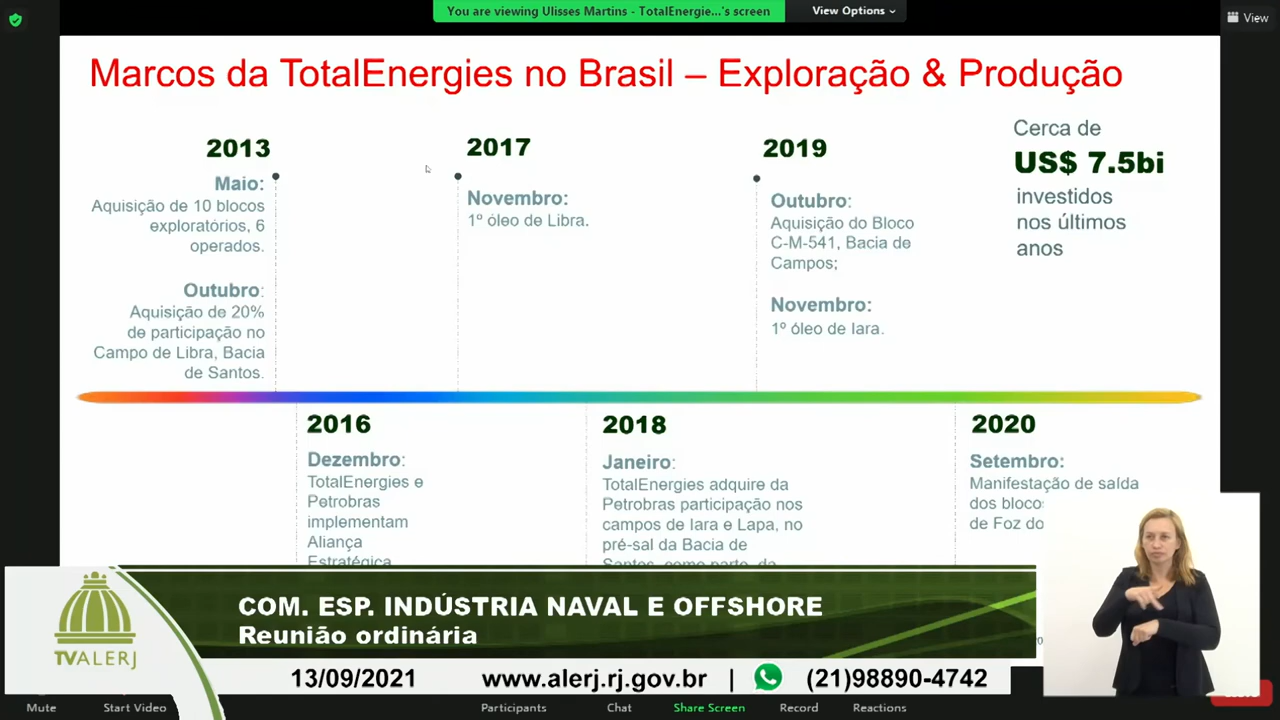 You are viewing Ulisses Martins - TotalEnergie...'s screen
View Options
View
Marcos da TotalEnergies no Brasil – Exploração & Produção
2013
Maio:
Aquisição de 10 blocos
exploratórios, 6
operados.
Outubro:
Aquisição de 20%
de participação no
Campo de Libra, Bacia
de Santos.
2017
Novembro:
1º óleo de Libra.
2019
Outubro:
Aquisição do Bloco
C-M-541, Bacia de
Campos;
Novembro:
1º óleo de Iara.
Cerca de
US$ 7.5bi
investidos
nos últimos
anos
2016
Dezembro:
TotalEnergies e
Petrobras
implementam
Aliança
Estratégica
2018
Janeiro:
TotalEnergies adquire da
Petrobras participação nos
campos de Iara e Lapa, no
pré-sal da Bacia de
Santos, como parte da
2020
Setembro:
Manifestação de saída
dos
de Foz do
COM. ESP. INDÚSTRIA NAVAL E OFFSHORE
Reunião ordinária
TVALERJ
13/09/2021 www.alerj.rj.gov.br | (21)98890-4742
Mute
Start Video
Participants
Chat
Share Screen
Record
Reactions